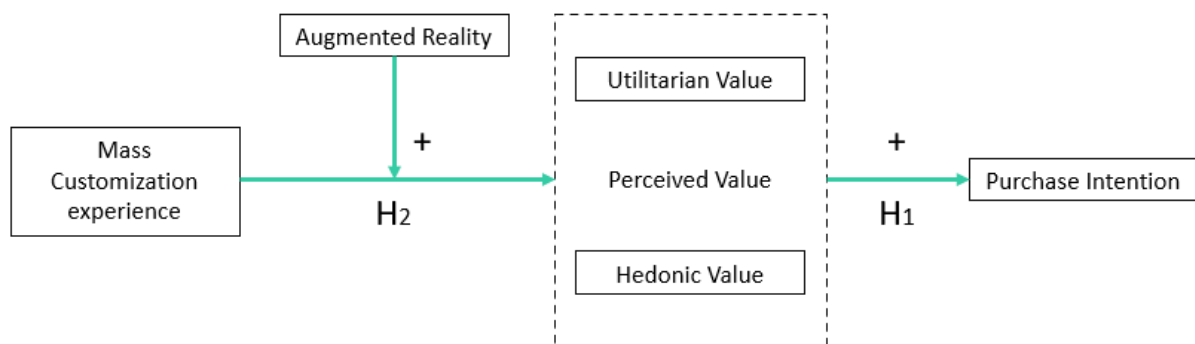 Augmented Reality
Utilitarian Value
+
+
Mass
Customization
experience
Perceived Value
Purchase Intention
H2
H1
Hedonic Value